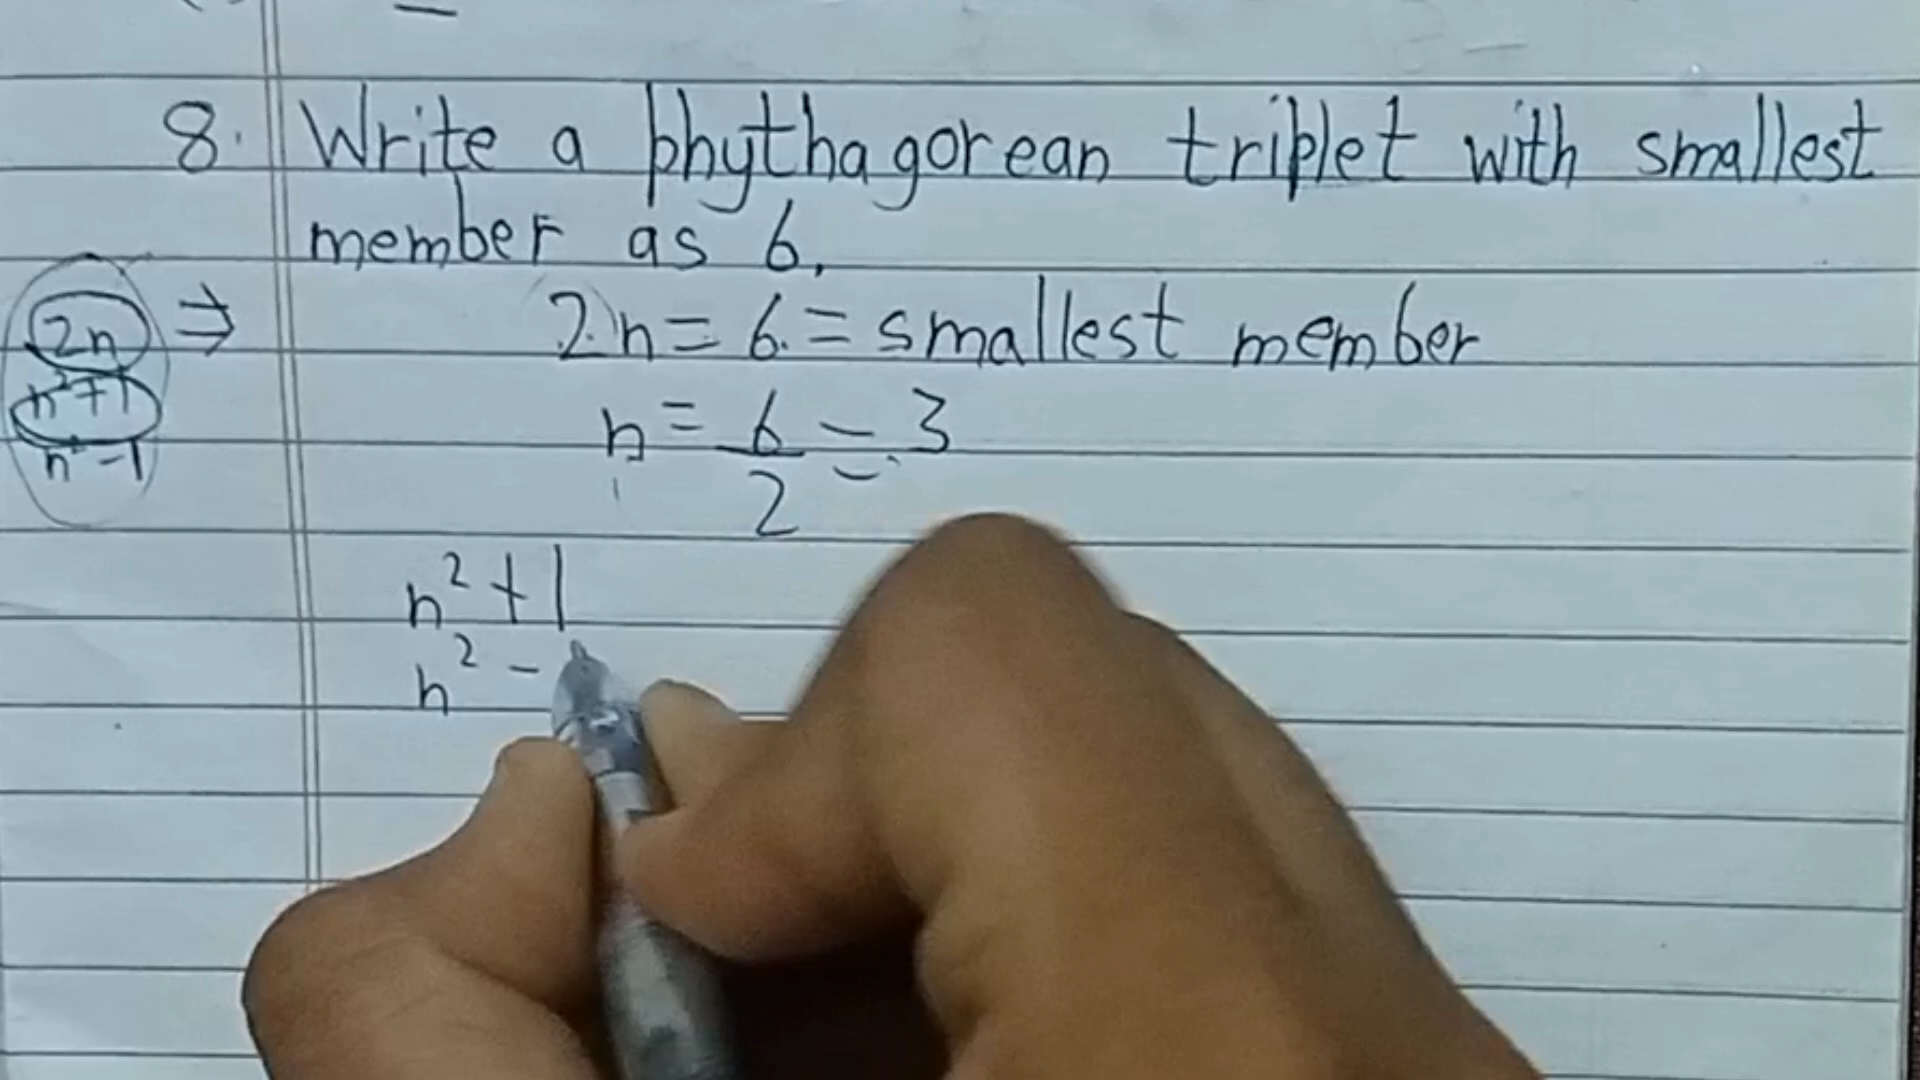 8. Write a phythagorean triplet with smallest
member as 6.
2n ⇒ 2n = 6 = smallest member
n²+1
n²-1
n = 6/2 = 3
n² + 1
n² -